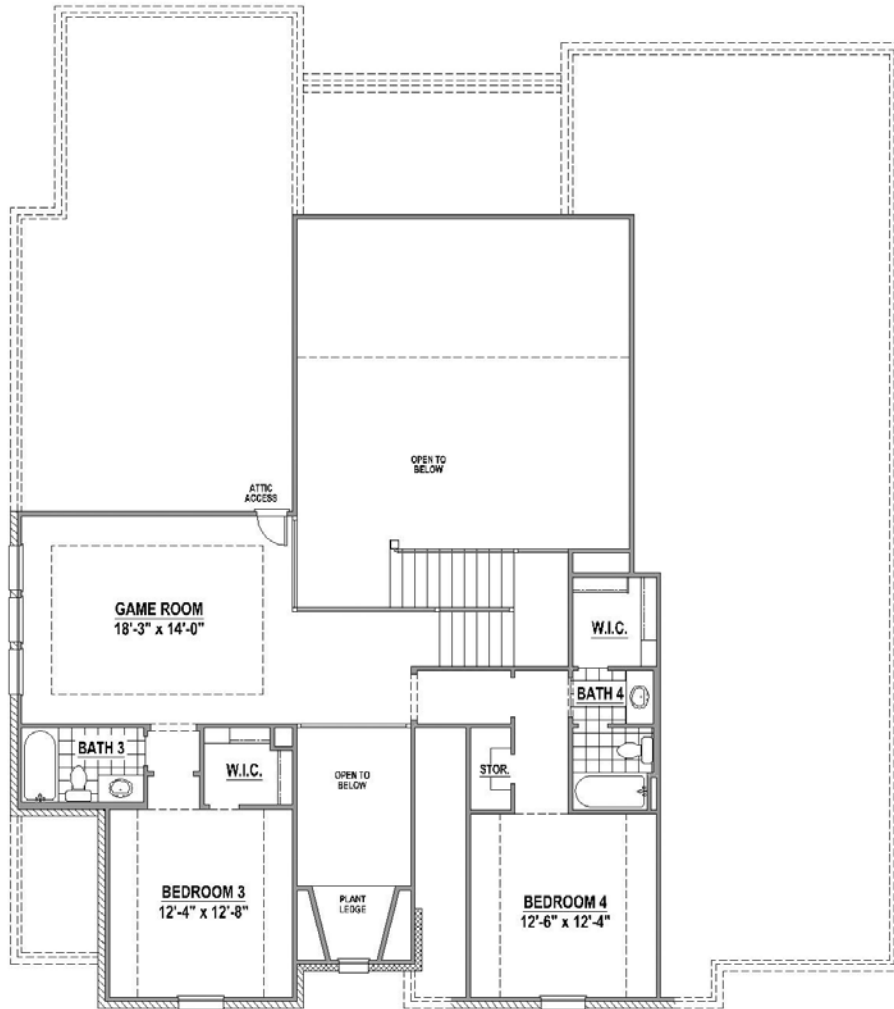 OPEN TO
BELOW
ATTIC
ACCESS
GAME ROOM
18'-3" x 14'-0"
W.I.C.
BATH 4
BATH 3
W.I.C.
OPEN TO
BELOW
STOR.
BEDROOM 3
12'-4" x 12'-8"
PLANT
LEDGE
BEDROOM 4
12'-6" x 12'-4"